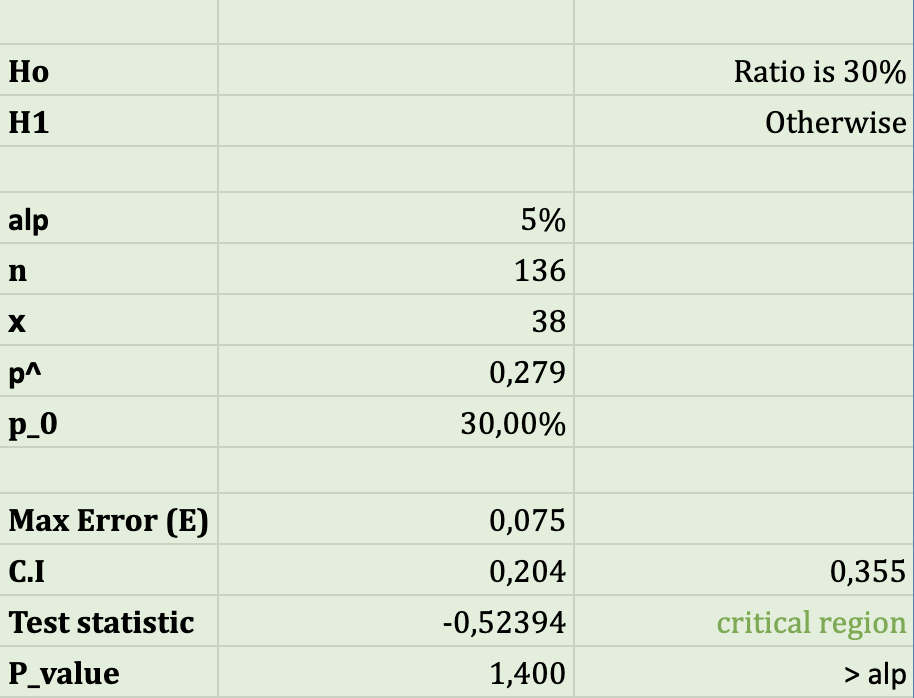 Ho Ratio is 30%
H1 Otherwise
alp 5%
n 136
x 38
p^ 0,279
p_0 30,00%
Max Error (E) 0,075
C.I 0,204 0,355
Test statistic -0,52394 critical region
P_value 1,400 > alp